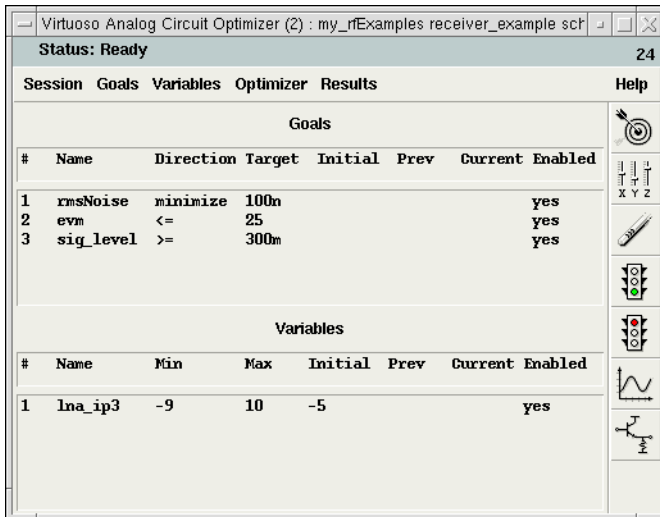 Virtuoso Analog Circuit Optimizer (2) : my_rfExamples receiver_example sch
Status: Ready 24
Session Goals Variables Optimizer Results Help
Goals
# Name Direction Target Initial Prev Current Enabled
1 rmsNoise minimize 100n yes
2 evm <= 25 yes
3 sig_level >= 300m yes
Variables
# Name Min Max Initial Prev Current Enabled
1 lna_ip3 -9 10 -5 yes
X Y Z